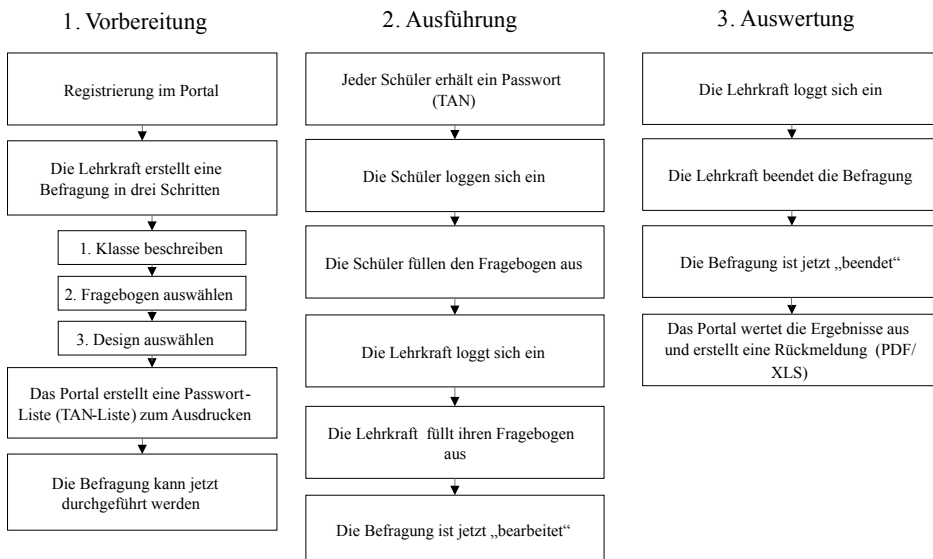 1. Vorbereitung
Registrierung im Portal
Die Lehrkraft erstellt eine
Befragung in drei Schritten
1. Klasse beschreiben
2. Fragebogen auswählen
3. Design auswählen
Das Portal erstellt eine Passwort-
Liste (TAN-Liste) zum Ausdrucken
Die Befragung kann jetzt
durchgeführt werden
2. Ausführung
Jeder Schüler erhält ein Passwort
(TAN)
Die Schüler loggen sich ein
Die Schüler füllen den Fragebogen aus
Die Lehrkraft loggt sich ein
Die Lehrkraft füllt ihren Fragebogen
aus
Die Befragung ist jetzt „bearbeitet“
3. Auswertung
Die Lehrkraft loggt sich ein
Die Lehrkraft beendet die Befragung
Die Befragung ist jetzt „beendet“
Das Portal wertet die Ergebnisse aus
und erstellt eine Rückmeldung (PDF/
XLS)